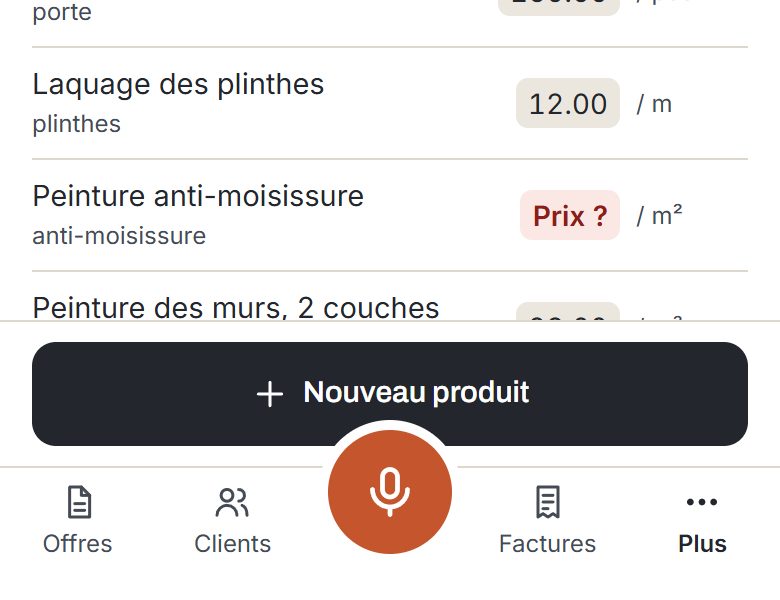 porte
Laquage des plinthes
plinthes
12.00 / m
Peinture anti-moisissure
anti-moisissure
Prix ? / m²
Peinture des murs, 2 couches
+ Nouveau produit
Offres
Clients
Factures
Plus